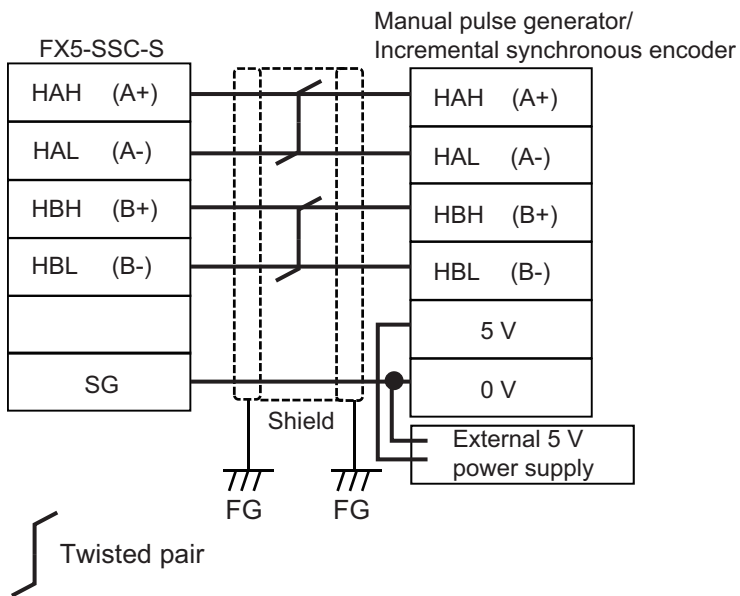 Manual pulse generator/
Incremental synchronous encoder
FX5-SSC-S
HAH (A+)
HAL (A-)
HBH (B+)
HBL (B-)
SG
HAH (A+)
HAL (A-)
HBH (B+)
HBL (B-)
5 V
0 V
Shield
External 5 V
power supply
FG
FG
Twisted pair